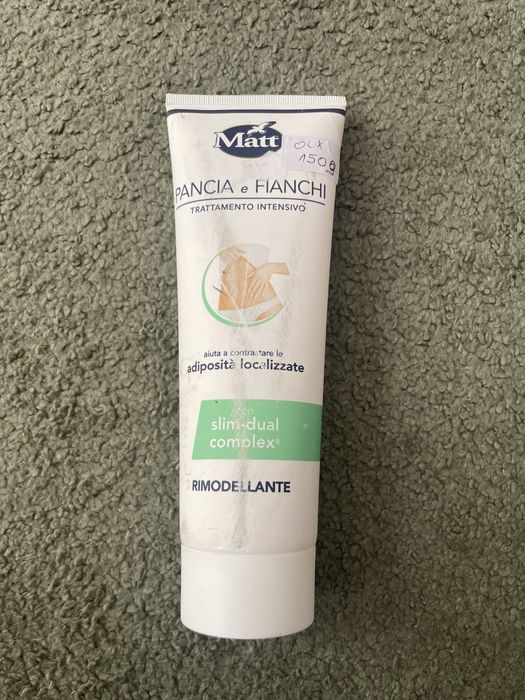 Matt
OLX
150
PANCIA e FIANCHI
TRATTAMENTO INTENSIVO
aiuta a contrastare le
adiposità localizzate
con
slim-dual
complex®
RIMODELLANTE